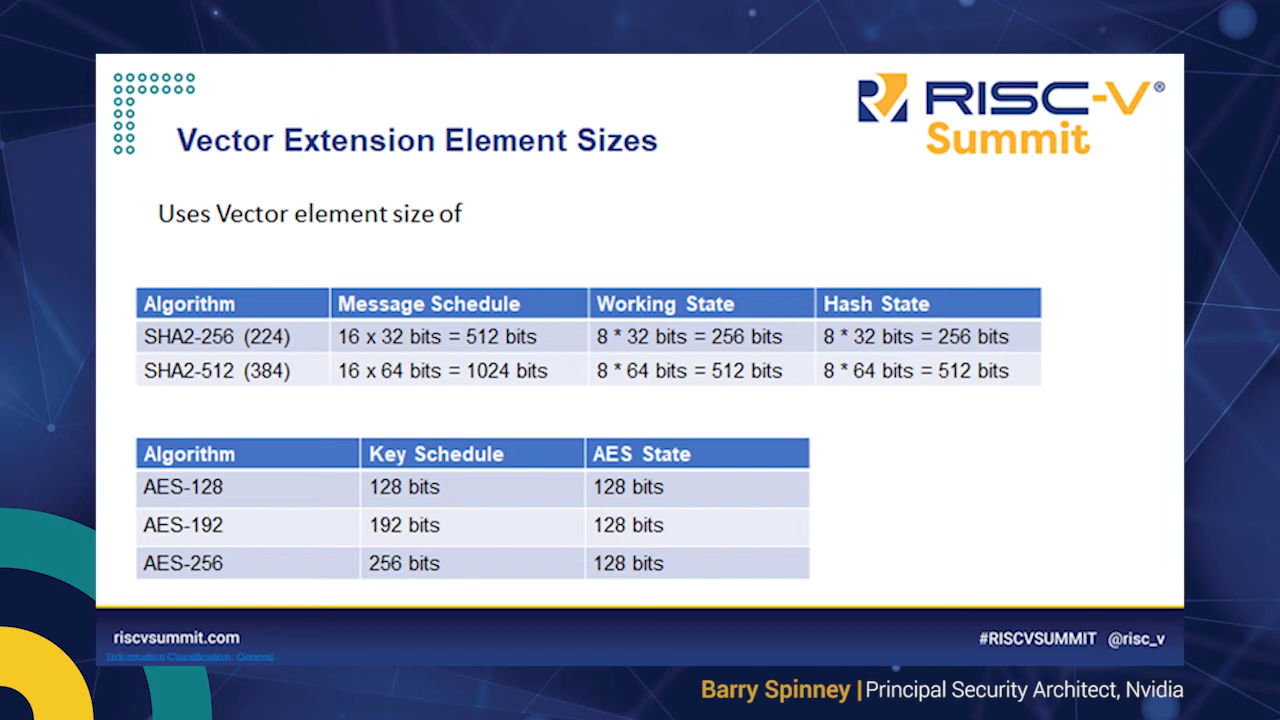 RISC-V®
Summit
Vector Extension Element Sizes
Uses Vector element size of
Algorithm Message Schedule Working State Hash State
SHA2-256 (224) 16 x 32 bits = 512 bits 8 * 32 bits = 256 bits 8 * 32 bits = 256 bits
SHA2-512 (384) 16 x 64 bits = 1024 bits 8 * 64 bits = 512 bits 8 * 64 bits = 512 bits
Algorithm Key Schedule AES State
AES-128 128 bits 128 bits
AES-192 192 bits 128 bits
AES-256 256 bits 128 bits
riscvsummit.com #RISCVSUMMIT @risc_v
Information Classification: General
Barry Spinney | Principal Security Architect, Nvidia